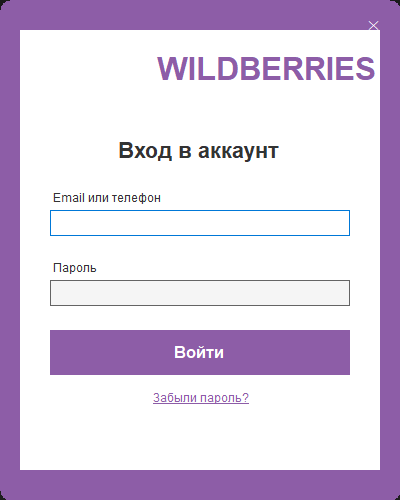 WILDBERRIES
Вход в аккаунт
Email или телефон
Пароль
Войти
Забыли пароль?